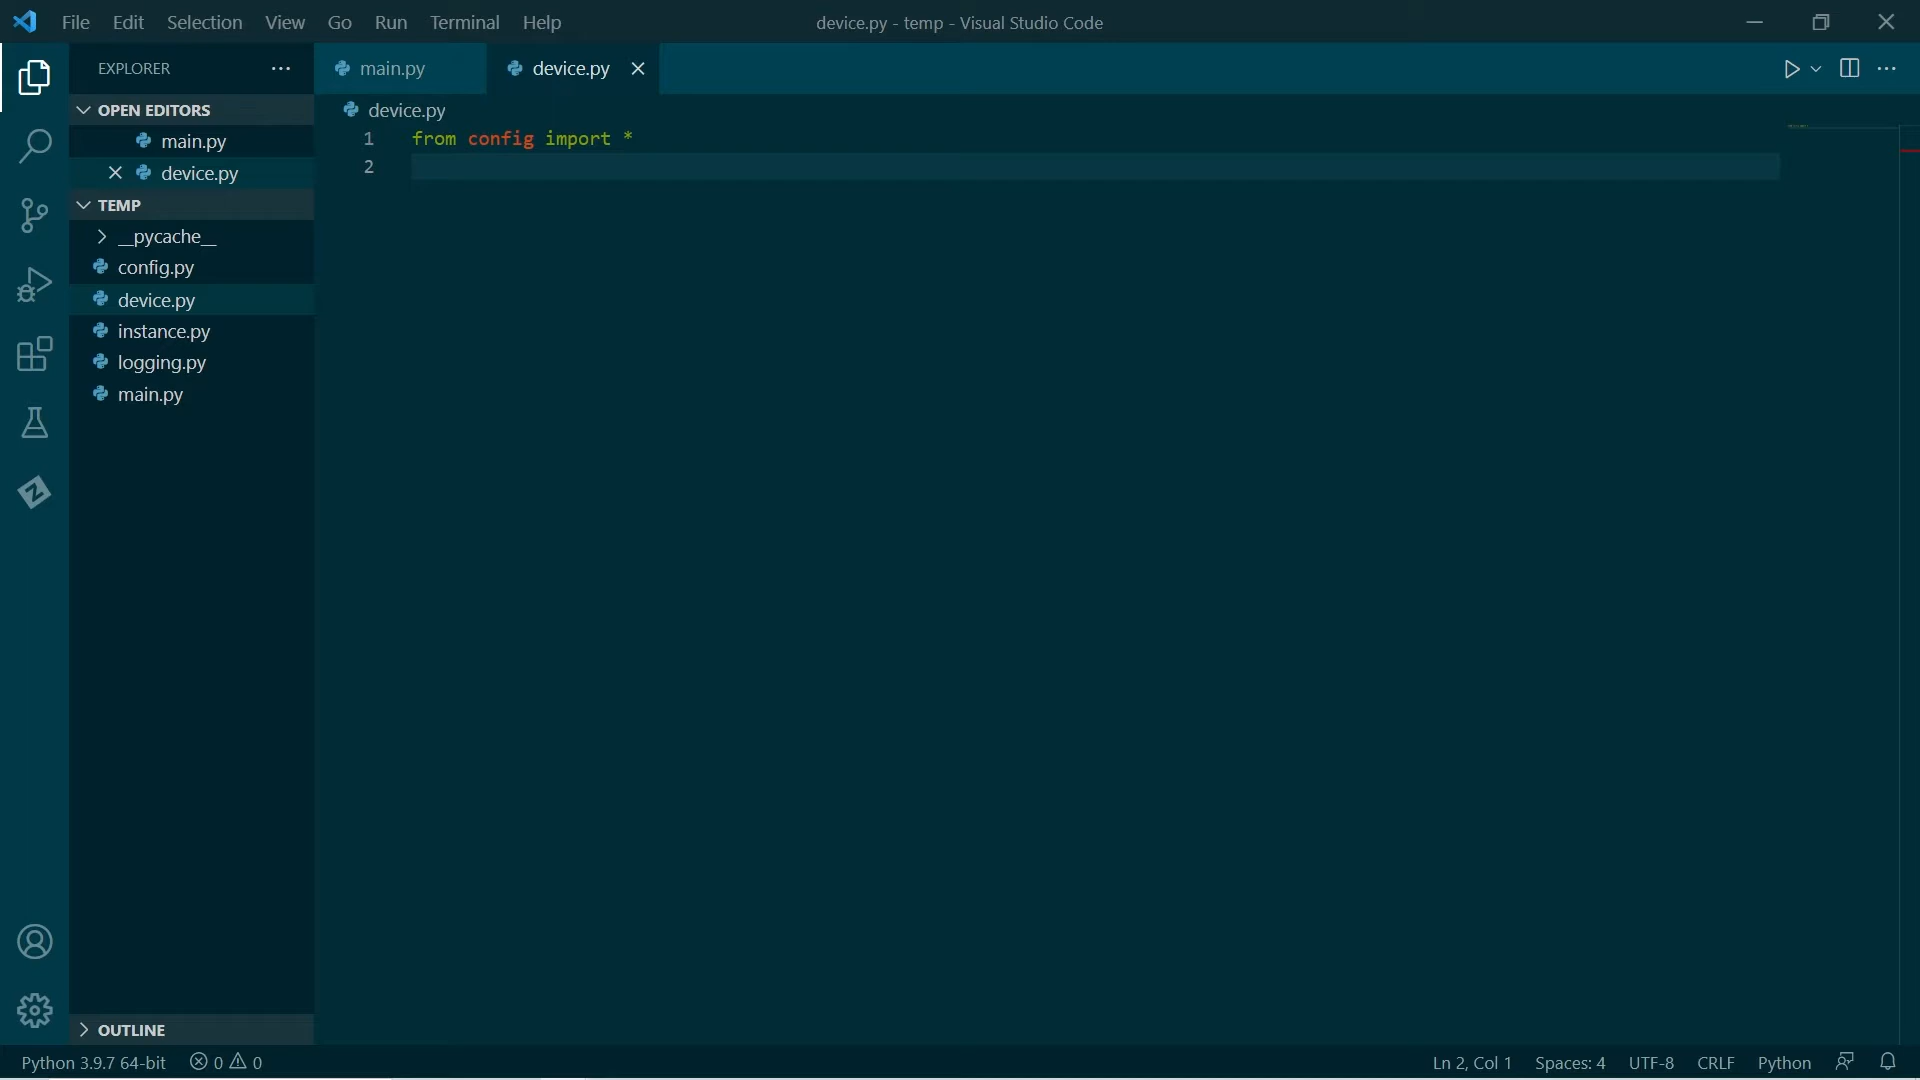 File Edit Selection View Go Run Terminal Help
device.py - temp - Visual Studio Code
EXPLORER
OPEN EDITORS
main.py
device.py
TEMP
__pycache__
config.py
device.py
instance.py
logging.py
main.py
OUTLINE
main.py
device.py
device.py
1 from config import *
2
Python 3.9.7 64-bit 0 0
Ln 2, Col 1 Spaces: 4 UTF-8 CRLF Python